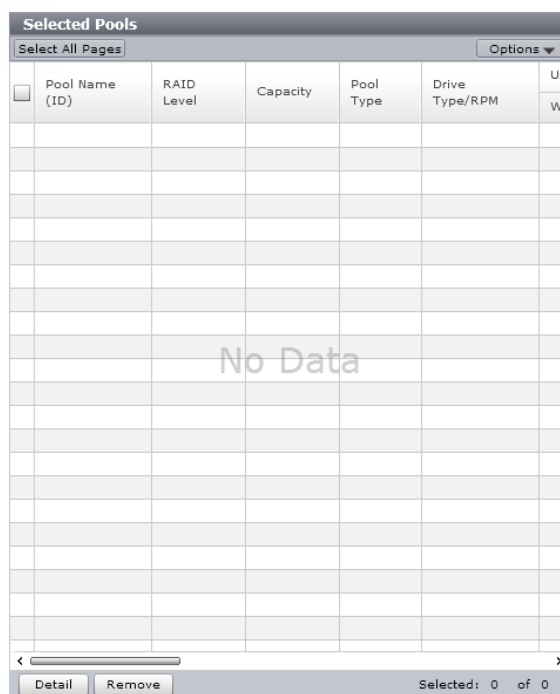 Selected Pools
Select All Pages
Options
Pool Name
(ID)
RAID
Level
Capacity
Pool
Type
Drive
Type/RPM
U
W
No Data
Detail
Remove
Selected: 0 of 0